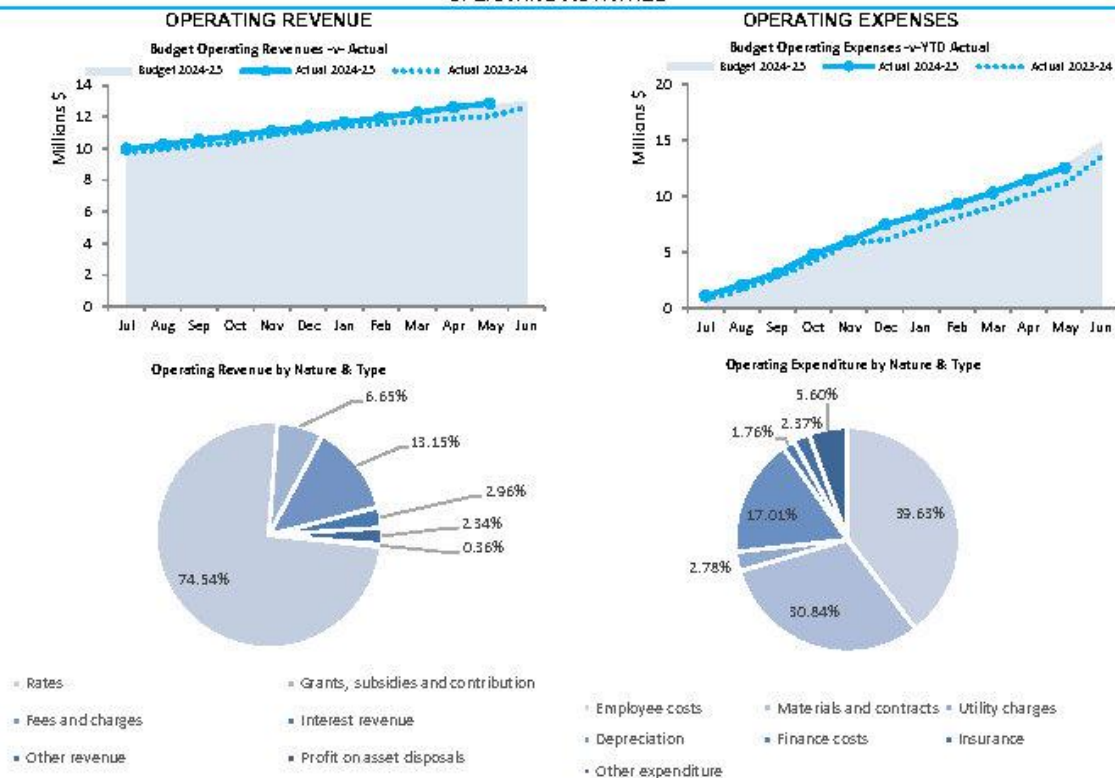 OPERATING REVENUE
Budget Operating Revenues -v- Actual
Budget 2024-25 Actual 2024-25 Actual 2023-24
Millions $
14
12
10
8
6
4
2
0
Jul Aug Sep Oct Nov Dec Jan Feb Mar Apr May Jun
Operating Revenue by Nature & Type
6.65%
13.15%
2.96%
2.34%
0.36%
74.54%
Rates
Grants, subsidies and contribution
Fees and charges
Interest revenue
Other revenue
Profit on asset disposals
OPERATING EXPENSES
Budget Operating Expenses -v-YTD Actual
Budget 2024-25 Actual 2024-25 Actual 2023-24
Millions $
20
15
10
5
0
Jul Aug Sep Oct Nov Dec Jan Feb Mar Apr May Jun
Operating Expenditure by Nature & Type
5.60%
2.37%
1.76%
17.01%
39.63%
2.78%
30.84%
Employee costs
Materials and contracts
Utility charges
Depreciation
Finance costs
Insurance
Other expenditure